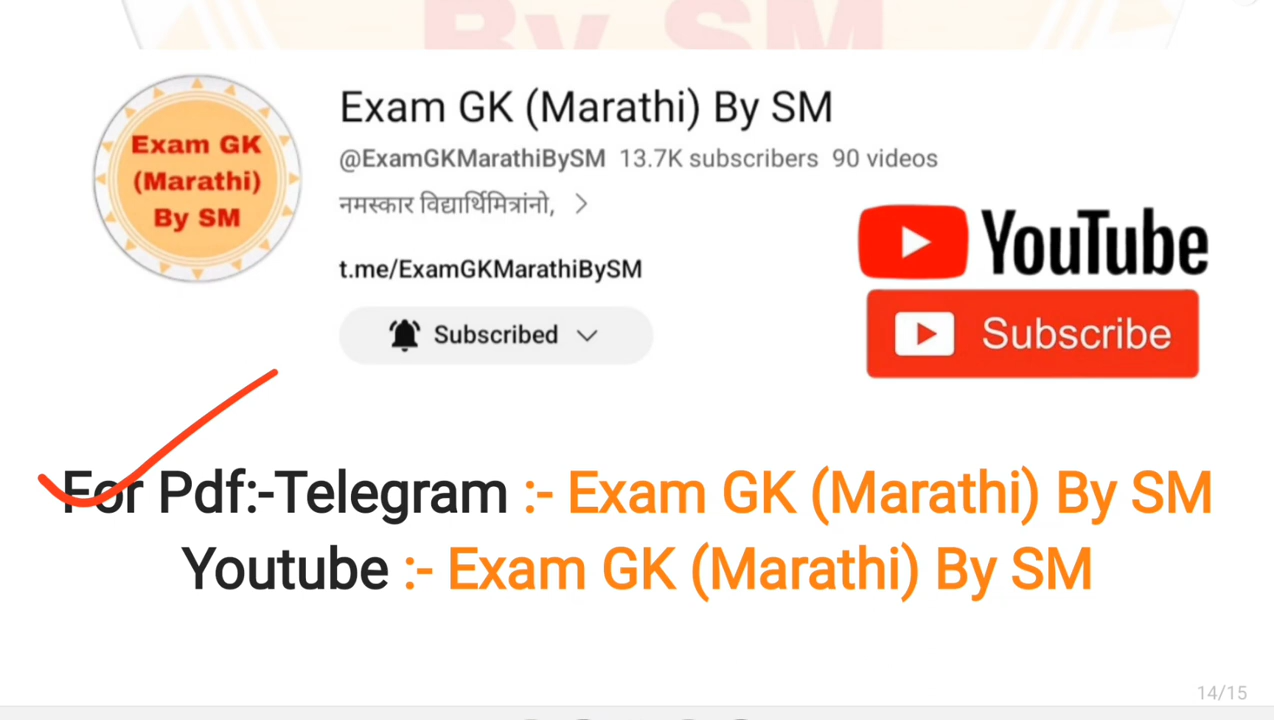 By SM
Exam GK (Marathi) By SM
@ExamGKMarathiBySM 13.7K subscribers 90 videos
नमस्कार विद्यार्थिमित्रांनो,
t.me/ExamGKMarathiBySM
Subscribed
Exam GK
(Marathi)
By SM
YouTube
Subscribe
For Pdf:-Telegram :- Exam GK (Marathi) By SM
Youtube :- Exam GK (Marathi) By SM
14/15